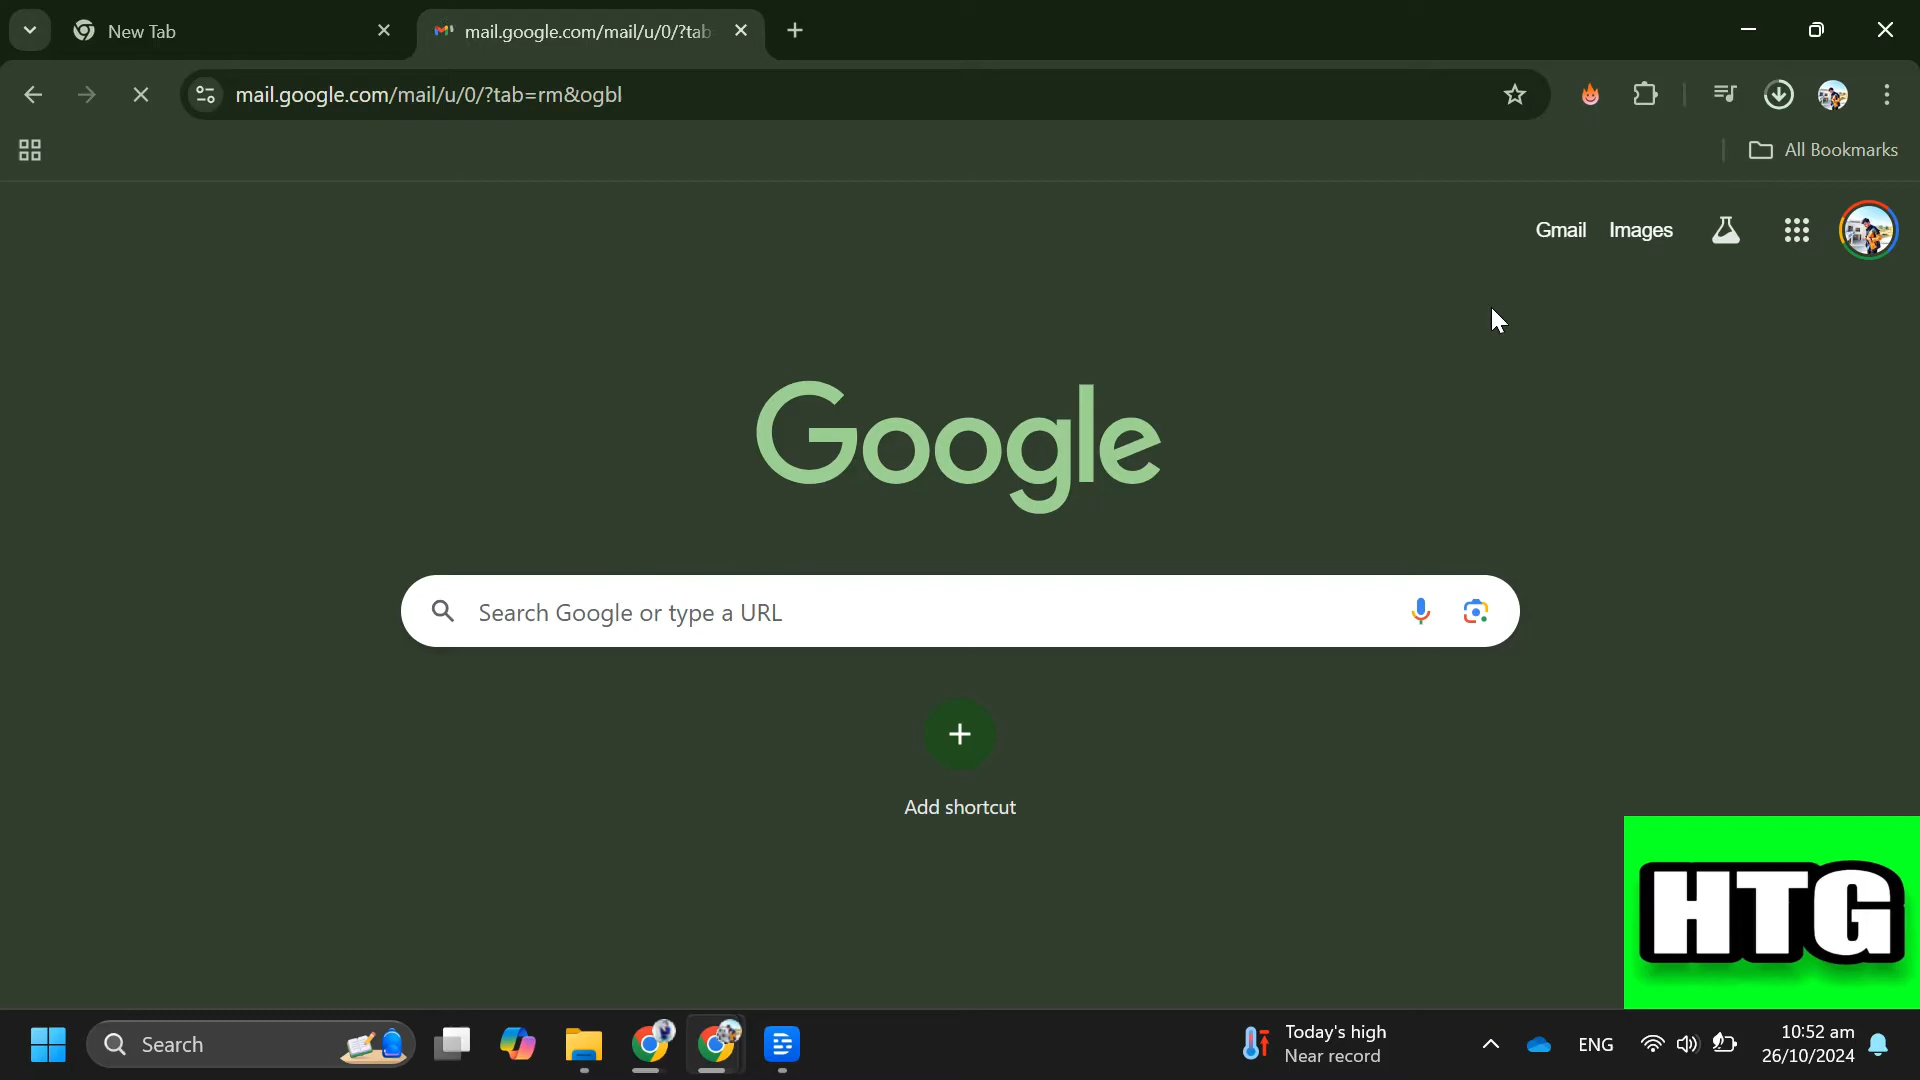 New Tab
mail.google.com/mail/u/0/?tab
mail.google.com/mail/u/0/?tab=rm&ogbl
All Bookmarks
Gmail Images
Google
Search Google or type a URL
Add shortcut
HTG
Search
Today's high
Near record
ENG
10:52 am
26/10/2024